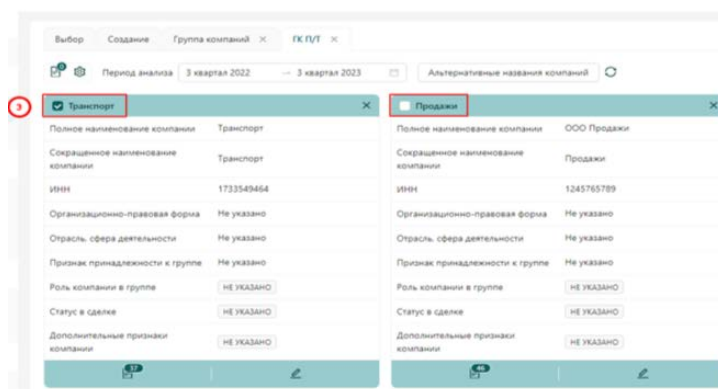 Выбор Создание Группа компаний × ГК П/Т ×
0 Период анализа 3 квартал 2022 — 3 квартал 2023 Альтернативные названия компаний
3 Транспорт × Продажи ×
Полное наименование компании Транспорт Полное наименование компании ООО Продажи
Сокращенное наименование Сокращенное наименование
компании Транспорт компании Продажи
ИНН 1733549464 ИНН 1245765789
Организационно-правовая форма Не указано Организационно-правовая форма Не указано
Отрасль, сфера деятельности Не указано Отрасль, сфера деятельности Не указано
Признак принадлежности к группе Не указано Признак принадлежности к группе Не указано
Роль компании в группе НЕ УКАЗАНО Роль компании в группе НЕ УКАЗАНО
Статус в сделке НЕ УКАЗАНО Статус в сделке НЕ УКАЗАНО
Дополнительные признаки Дополнительные признаки
компании НЕ УКАЗАНО компании НЕ УКАЗАНО
37 46